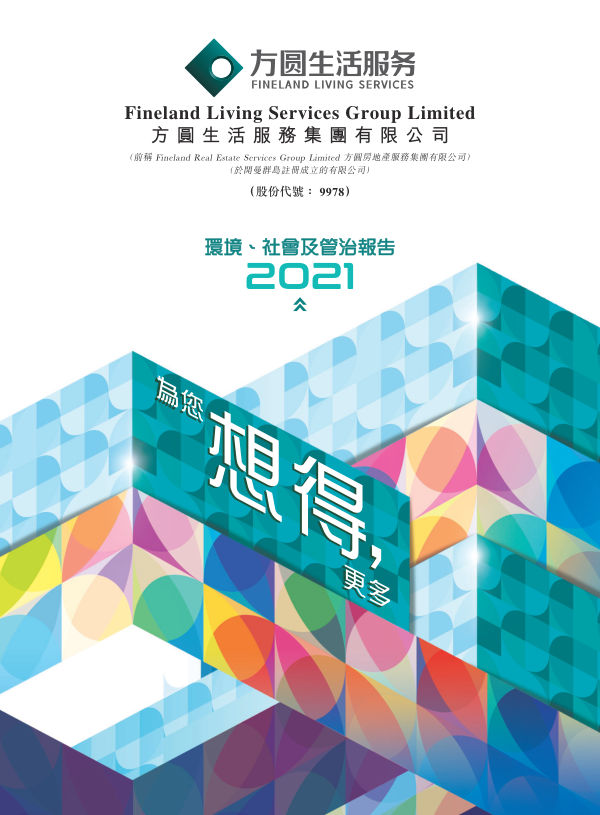 方圆生活服务
FINELAND LIVING SERVICES
Fineland Living Services Group Limited
方圓生活服務集團有限公司
(前稱 Fineland Real Estate Services Group Limited 方圓房地產服務集團有限公司)
(於開曼群島註冊成立的有限公司)
(股份代號：9978)
環境、社會及管治報告
2021
為您
想得,
更多